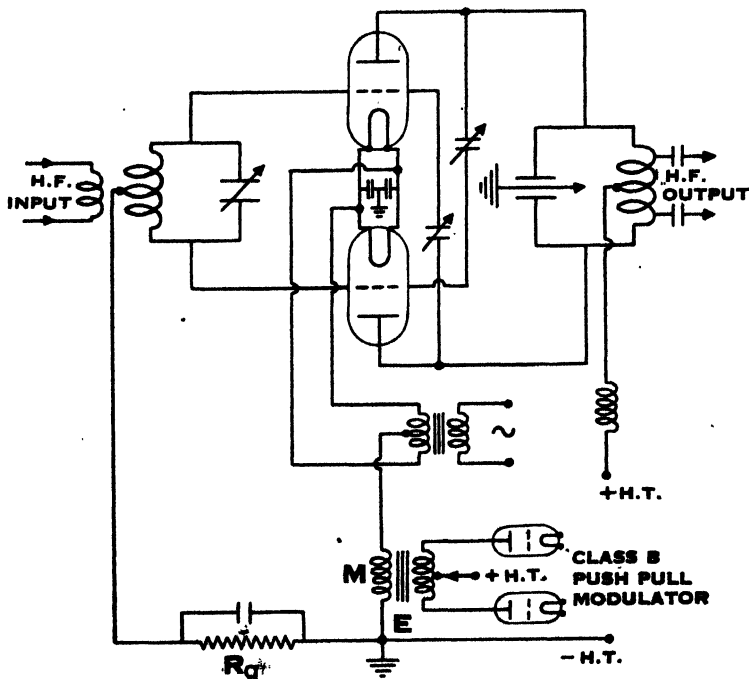 H.F.
INPUT
H.F.
OUTPUT
+ H.T.
M
+ H.T.
CLASS B
PUSH PULL
MODULATOR
E
Rg
– H.T.